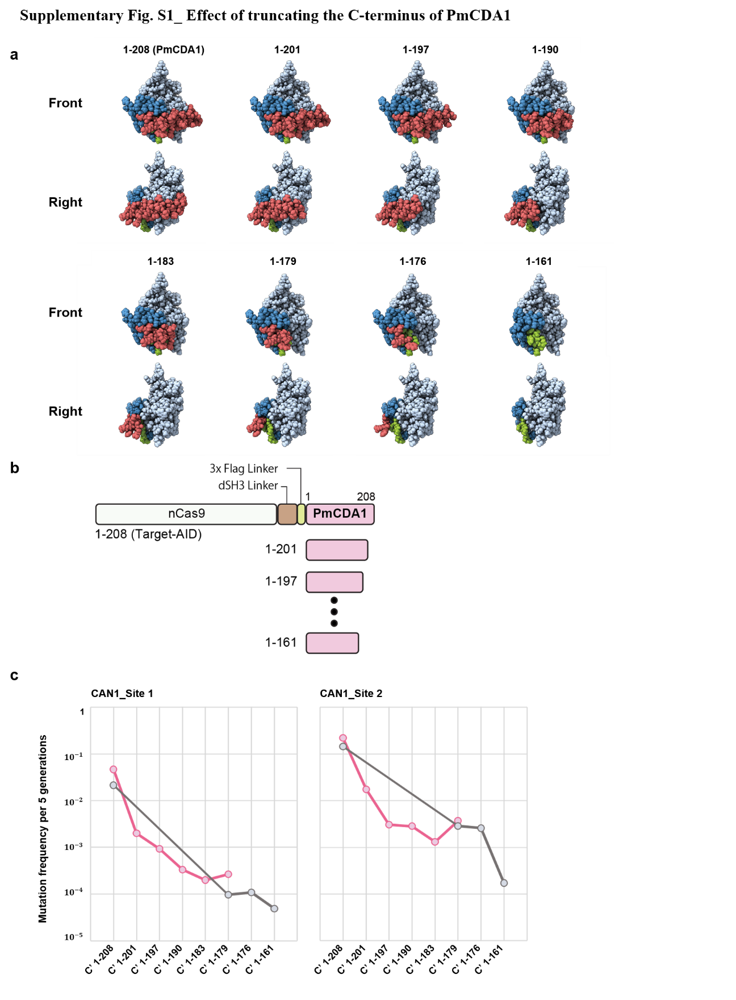 Supplementary Fig. S1_ Effect of truncating the C-terminus of PmCDA1
a
1-208 (PmCDA1) 1-201 1-197 1-190
Front
Right
1-183 1-179 1-176 1-161
Front
Right
b
3x Flag Linker
dSH3 Linker
1 208
nCas9 PmCDA1
1-208 (Target-AID)
1-201
1-197
1-161
c
CAN1_Site 1 CAN1_Site 2
Mutation frequency per 5 generations
1
10⁻¹
10⁻²
10⁻³
10⁻⁴
10⁻⁵
C' 1-208 C' 1-201 C' 1-197 C' 1-190 C' 1-183 C' 1-179 C' 1-176 C' 1-161
C' 1-208 C' 1-201 C' 1-197 C' 1-190 C' 1-183 C' 1-179 C' 1-176 C' 1-161